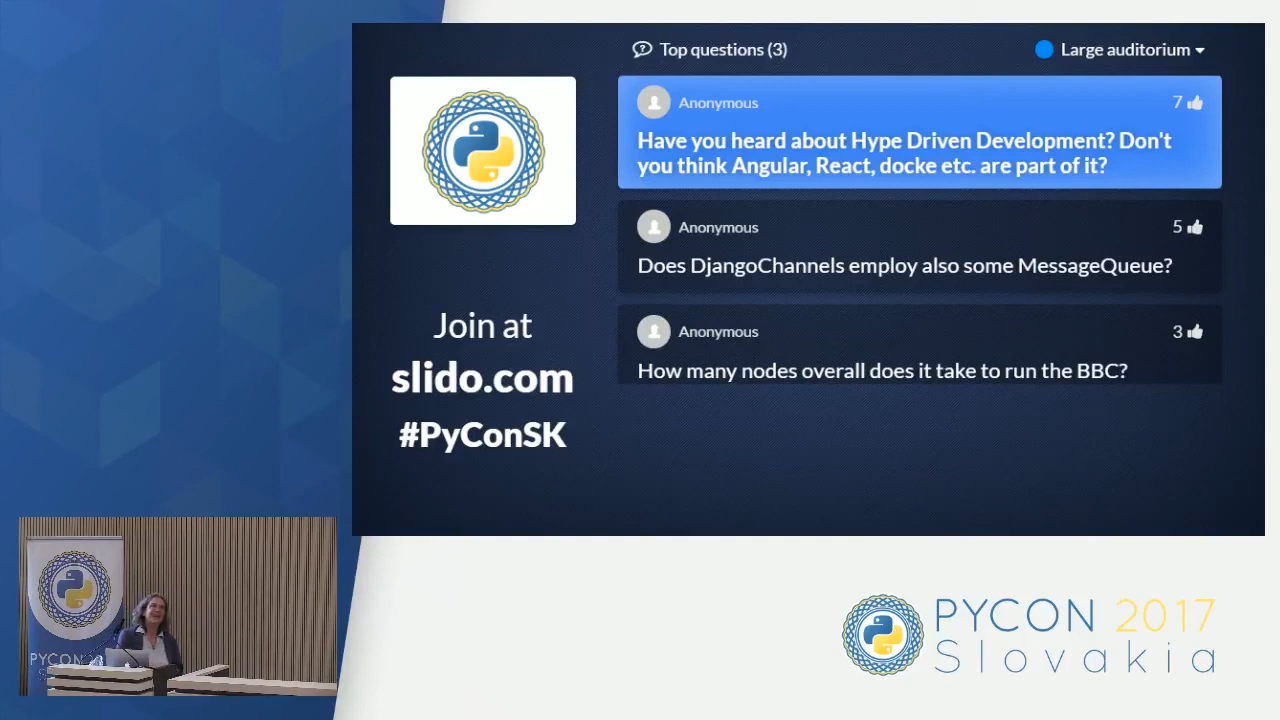 Top questions (3)
Large auditorium
Anonymous
7
Have you heard about Hype Driven Development? Don't
you think Angular, React, docke etc. are part of it?
Anonymous
5
Does DjangoChannels employ also some MessageQueue?
Anonymous
3
How many nodes overall does it take to run the BBC?
Join at
slido.com
#PyConSK
PYCON
PYCON 2017
Slovakia